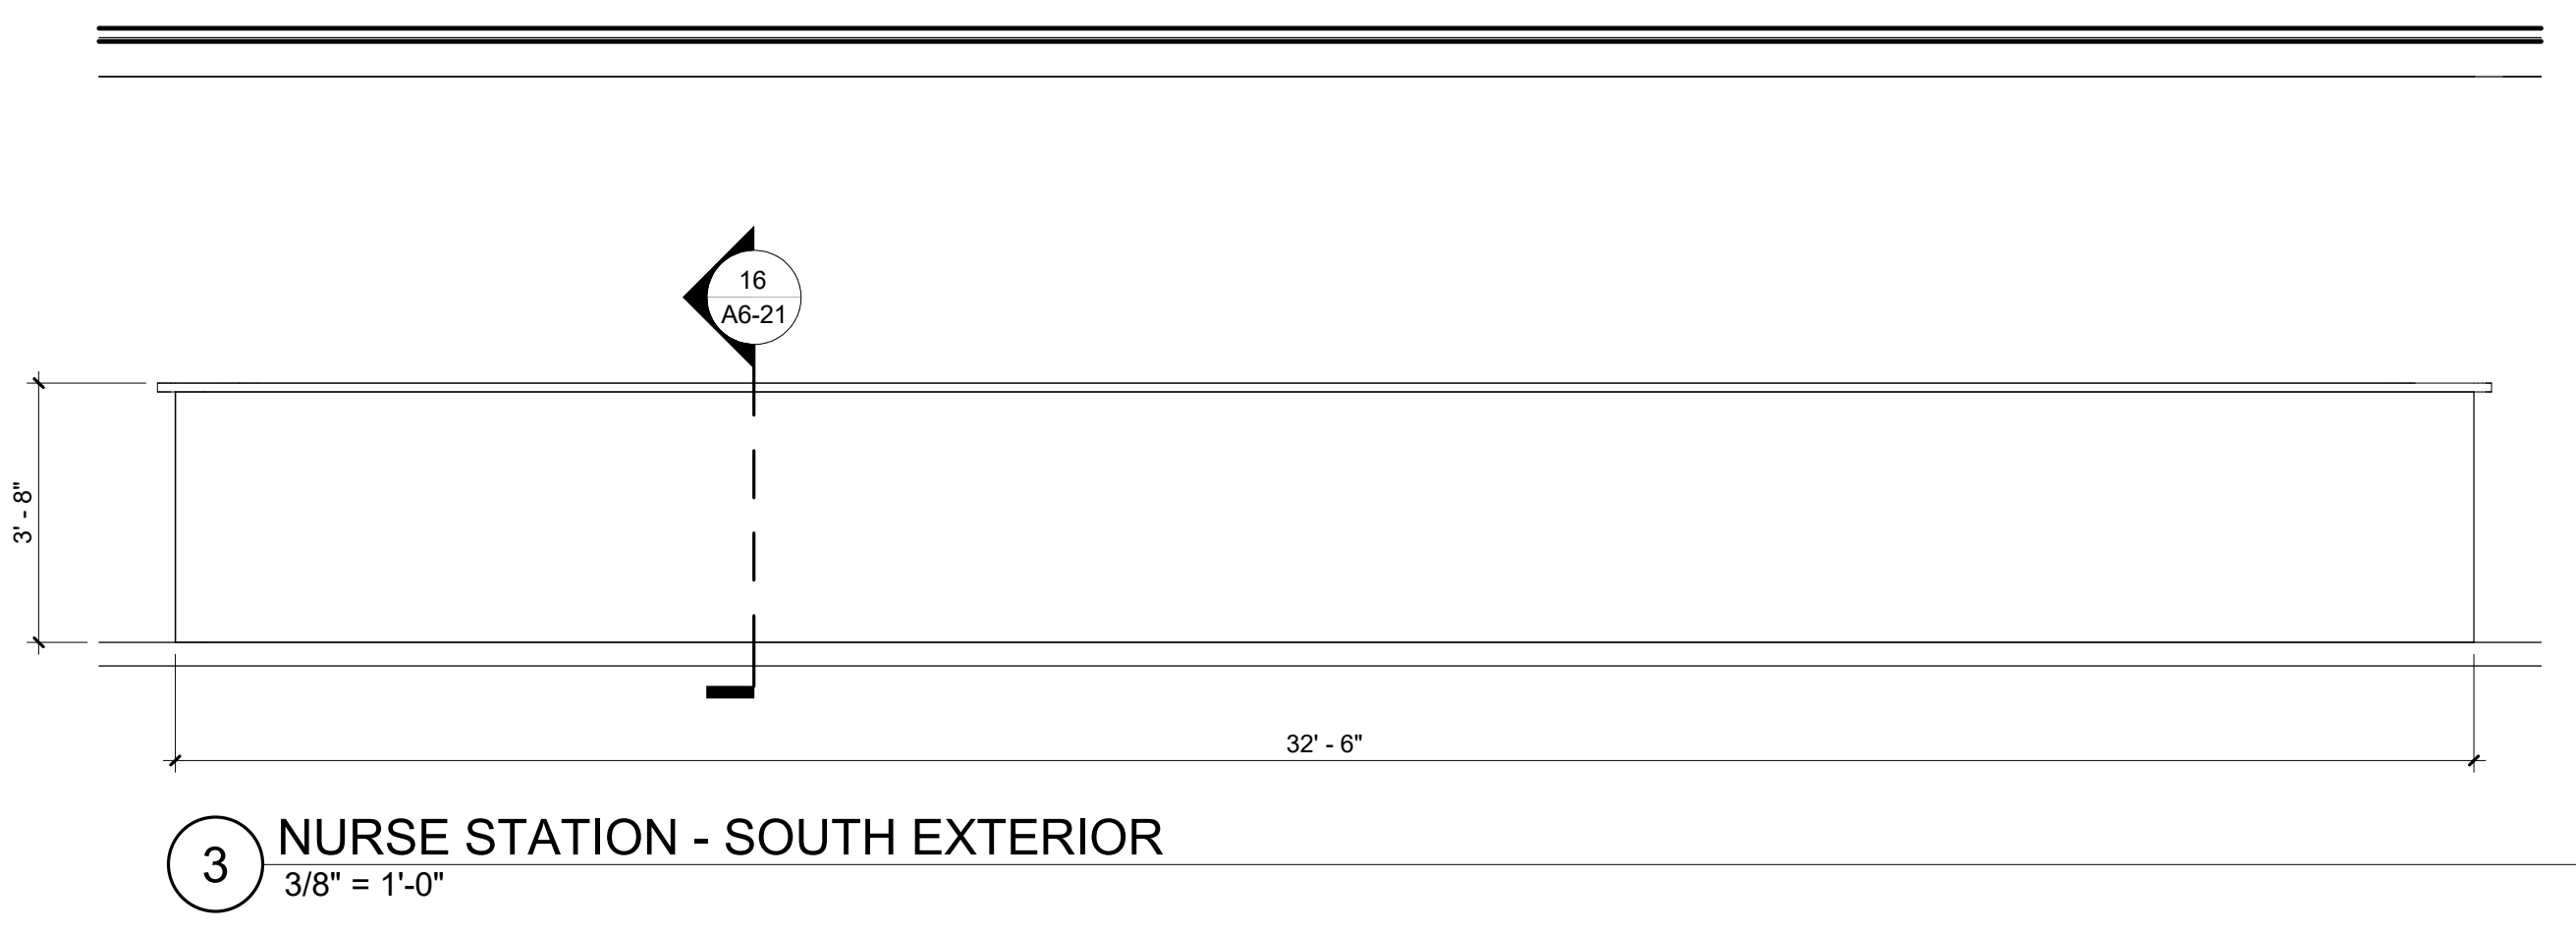 16
A6-21
3' - 8"
32' - 6"
3
NURSE STATION - SOUTH EXTERIOR
3/8" = 1'-0"